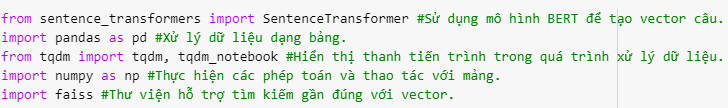 from sentence_transformers import SentenceTransformer #Sử dụng mô hình BERT để tạo vector câu.
import pandas as pd #Xử lý dữ liệu dạng bảng.
from tqdm import tqdm, tqdm_notebook #Hiển thị thanh tiến trình trong quá trình xử lý dữ liệu.
import numpy as np #Thực hiện các phép toán và thao tác với mảng.
import faiss #Thư viện hỗ trợ tìm kiếm gần đúng với vector.